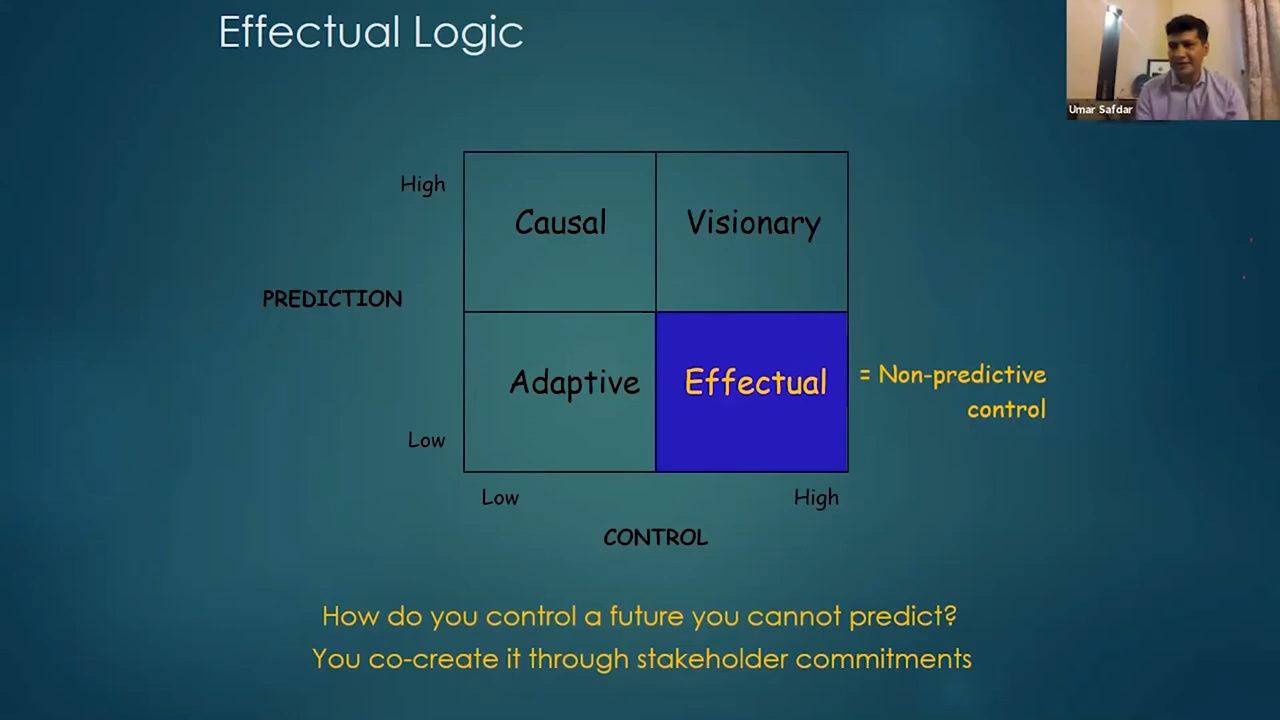 Effectual Logic
Umar Safdar
High
Causal
Visionary
PREDICTION
Adaptive
Effectual
= Non-predictive
control
Low
Low
High
CONTROL
How do you control a future you cannot predict?
You co-create it through stakeholder commitments